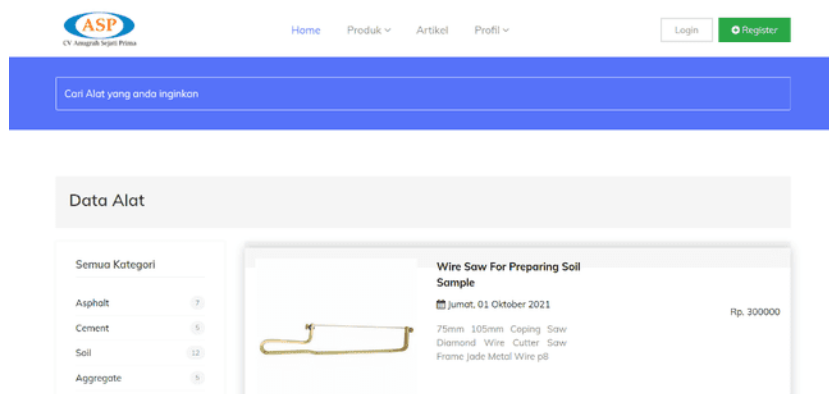 ASP
CV Anugrah Sejati Prima
Home
Produk
Artikel
Profil
Login
Register
Cari Alat yang anda inginkan
Data Alat
Semua Kategori
Asphalt 7
Cement 5
Soil 12
Aggregate 5
Wire Saw For Preparing Soil
Sample
Jumat, 01 Oktober 2021
75mm 105mm Coping Saw
Diamond Wire Cutter Saw
Frame Jade Metal Wire p8
Rp. 300000